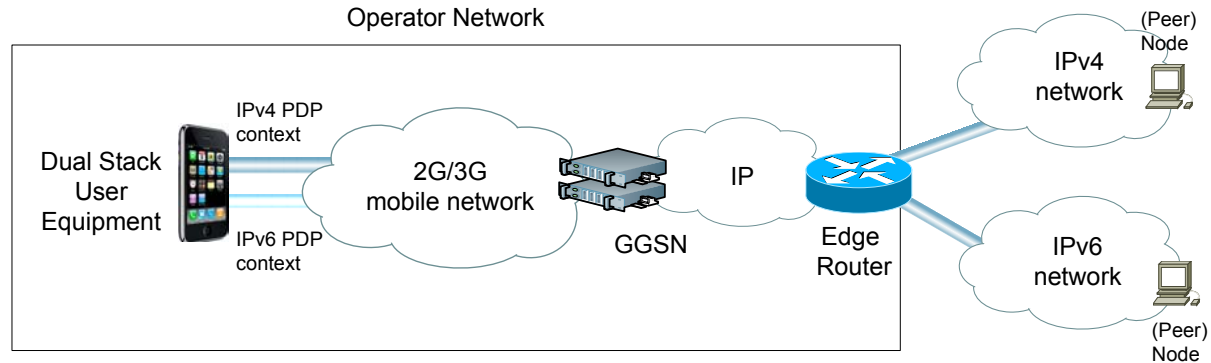 Operator Network
IPv4 PDP
context
Dual Stack
User
Equipment
IPv6 PDP
context
2G/3G
mobile network
GGSN
IP
Edge
Router
IPv4
network
(Peer)
Node
IPv6
network
(Peer)
Node